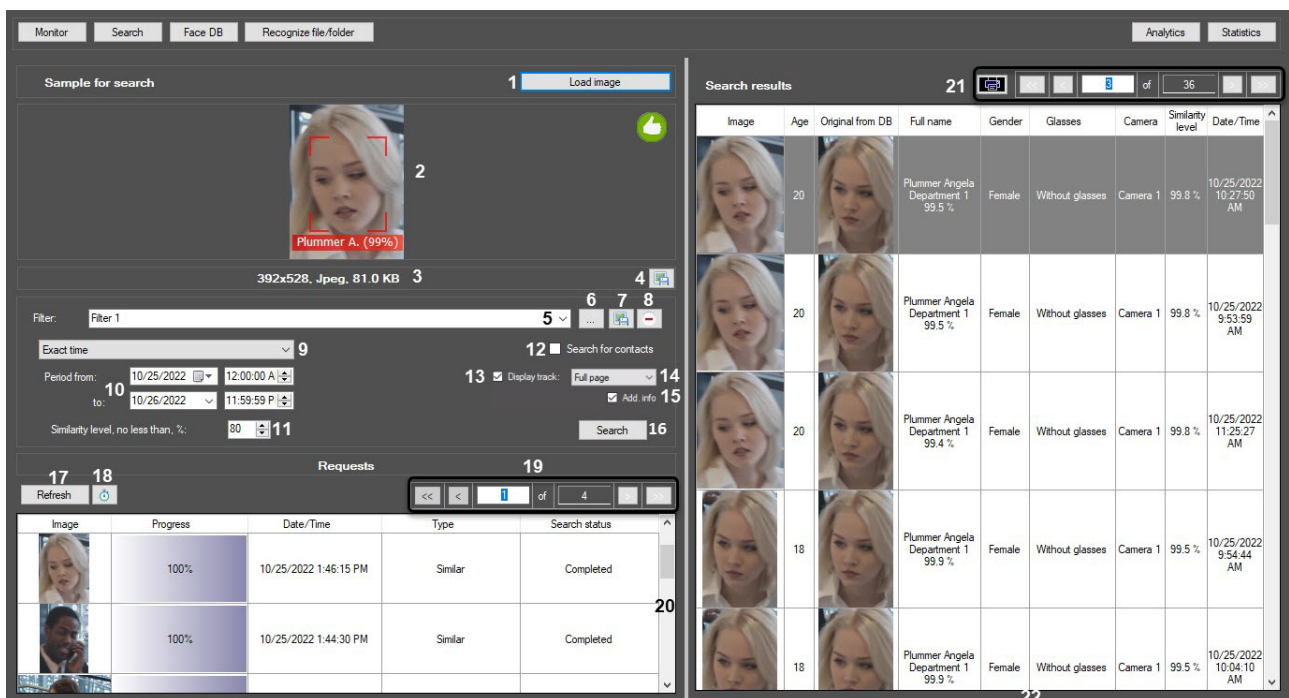 Monitor Search Face DB Recognize file/folder Analytics Statistics
Sample for search 1 Load image
2
Plummer A. (99%)
392x528, Jpeg, 81.0 KB 3 4
6 7 8
Filter: Filter 1 5 ...
Exact time 9 12 Search for contacts
Period from: 10/25/2022 12:00:00 A 13 Display track: Full page 14
10
to: 10/26/2022 11:59:59 P Add. info 15
Similarity level, no less than, %: 80 11 Search 16
Requests 19
17 18
Refresh << < 1 of 4 > >>
Image Progress Date/Time Type Search status
100% 10/25/2022 1:46:15 PM Similar Completed
20
100% 10/25/2022 1:44:30 PM Similar Completed
Search results 21 << < 3 of 36 > >>
Image Age Original from DB Full name Gender Glasses Camera Similarity level Date/Time
20 Plummer Angela Department 1 99.5 % Female Without glasses Camera 1 99.8 % 10/25/2022 10:27:50 AM
20 Plummer Angela Department 1 99.5 % Female Without glasses Camera 1 99.8 % 10/25/2022 9:53:59 AM
20 Plummer Angela Department 1 99.4 % Female Without glasses Camera 1 99.8 % 10/25/2022 11:25:27 AM
18 Plummer Angela Department 1 99.9 % Female Without glasses Camera 1 99.5 % 10/25/2022 9:54:44 AM
18 Plummer Angela Department 1 99.9 % Female Without glasses Camera 1 99.5 % 10/25/2022 10:04:10 AM
22